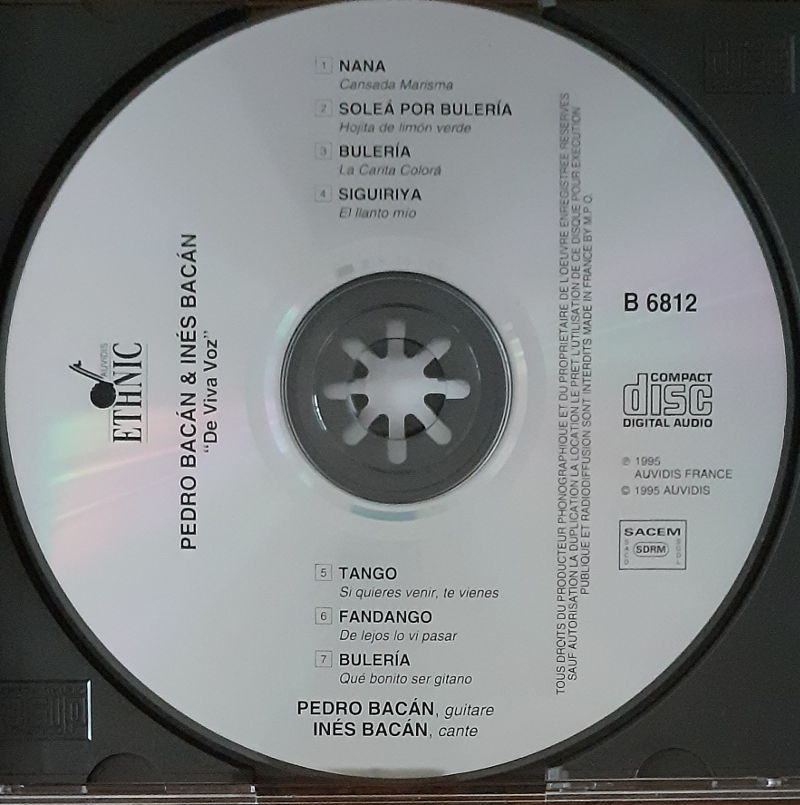 1 NANA
Cansada Marisma
2 SOLEÁ POR BULERÍA
Hojita de limón verde
3 BULERÍA
La Carita Colorá
4 SIGUIRIYA
El llanto mío
AUVIDIS
ETHNIC
PEDRO BACÁN & INÉS BACÁN
"De Viva Voz"
5 TANGO
Si quieres venir, te vienes
6 FANDANGO
De lejos lo vi pasar
7 BULERÍA
Qué bonito ser gitano
PEDRO BACÁN, guitare
INÉS BACÁN, cante
TOUS DROITS DU PRODUCTEUR PHONOGRAPHIQUE ET DU PROPRIETAIRE DE L'OEUVRE ENREGISTREE RESERVES
SAUF AUTORISATION LA DUPLICATION LA LOCATION LE PRET L'UTILISATION DE CE DISQUE POUR EXECUTION
PUBLIQUE ET RADIODIFFUSION SONT INTERDITS MADE IN FRANCE BY M.P.O.
B 6812
COMPACT
disc
DIGITAL AUDIO
℗ 1995
AUVIDIS FRANCE
© 1995 AUVIDIS
SACEM
SACD SDRM SGDL